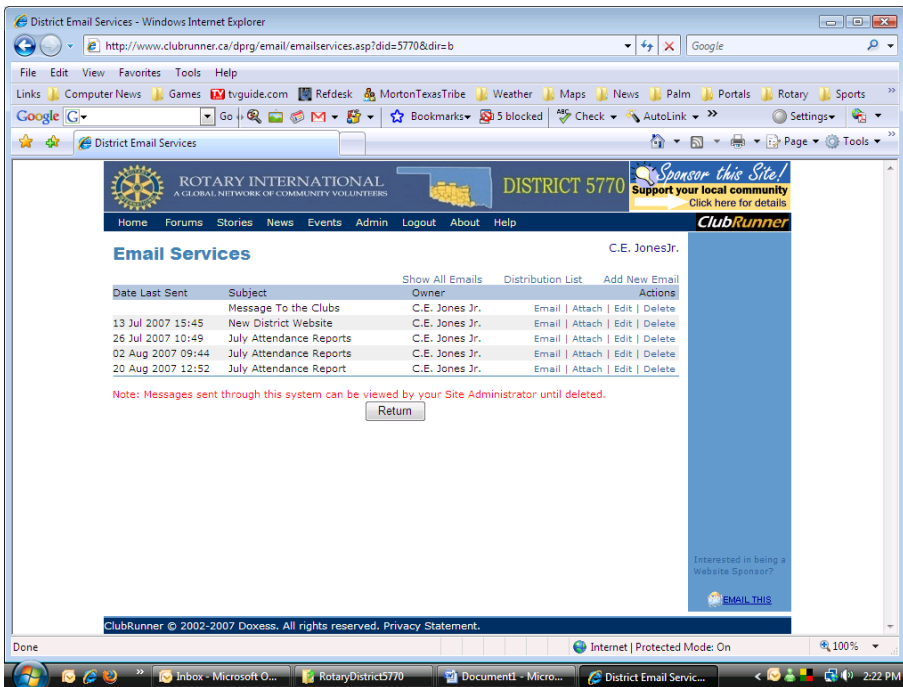 District Email Services - Windows Internet Explorer
http://www.clubrunner.ca/dprg/email/emailservices.asp?did=5770&dir=b
Google
File Edit View Favorites Tools Help
Links Computer News Games tvguide.com Refdesk MortonTexasTribe Weather Maps News Palm Portals Rotary Sports
Google Go 5 blocked Bookmarks Check AutoLink Settings
District Email Services Page Tools
ROTARY INTERNATIONAL
A GLOBAL NETWORK OF COMMUNITY VOLUNTEERS
DISTRICT 5770
Sponsor this Site!
Support your local community
Click here for details
Home Forums Stories News Events Admin Logout About Help ClubRunner
Email Services C.E. JonesJr.
Show All Emails Distribution List Add New Email
Date Last Sent Subject Owner Actions
Message To the Clubs C.E. Jones Jr. Email | Attach | Edit | Delete
13 Jul 2007 15:45 New District Website C.E. Jones Jr. Email | Attach | Edit | Delete
26 Jul 2007 10:49 July Attendance Reports C.E. Jones Jr. Email | Attach | Edit | Delete
02 Aug 2007 09:44 July Attendance Reports C.E. Jones Jr. Email | Attach | Edit | Delete
20 Aug 2007 12:52 July Attendance Report C.E. Jones Jr. Email | Attach | Edit | Delete
Note: Messages sent through this system can be viewed by your Site Administrator until deleted.
Return
Interested in being a
Website Sponsor?
EMAIL THIS
ClubRunner © 2002-2007 Doxess. All rights reserved. Privacy Statement.
Done Internet | Protected Mode: On 100%
Inbox - Microsoft O... RotaryDistrict5770 Document1 - Micro... District Email Servic... 2:22 PM